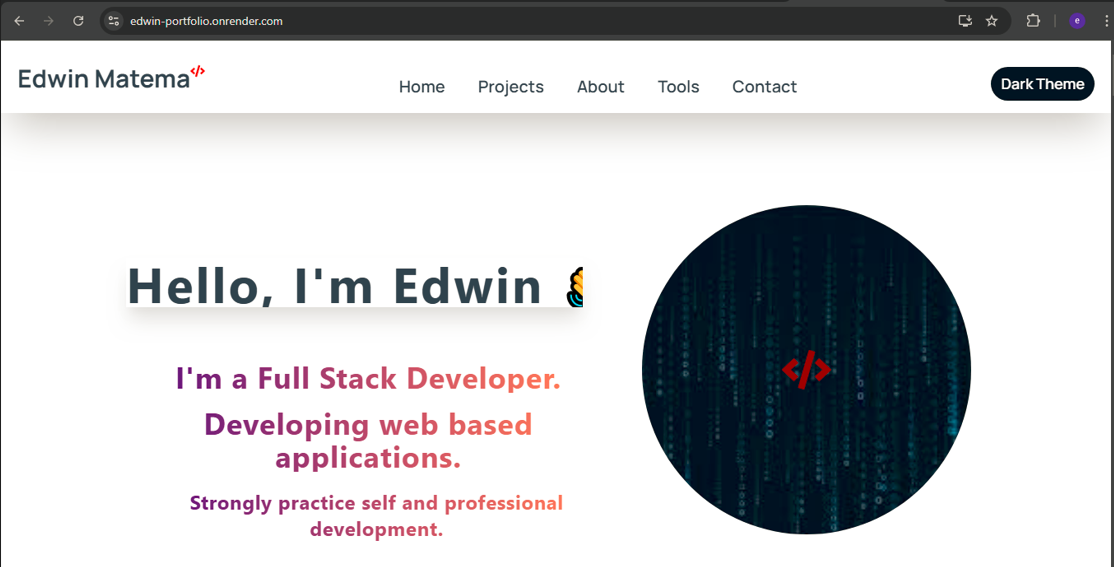 edwin-portfolio.onrender.com
e
Edwin Matema</>
Home Projects About Tools Contact
Dark Theme
Hello, I'm Edwin 👋
</>
I'm a Full Stack Developer.
Developing web based
applications.
Strongly practice self and professional
development.